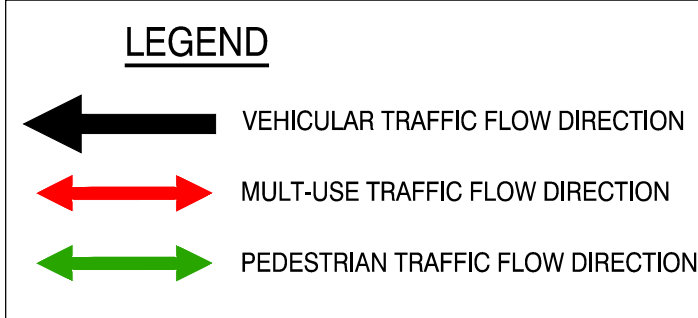 LEGEND
VEHICULAR TRAFFIC FLOW DIRECTION
MULT-USE TRAFFIC FLOW DIRECTION
PEDESTRIAN TRAFFIC FLOW DIRECTION